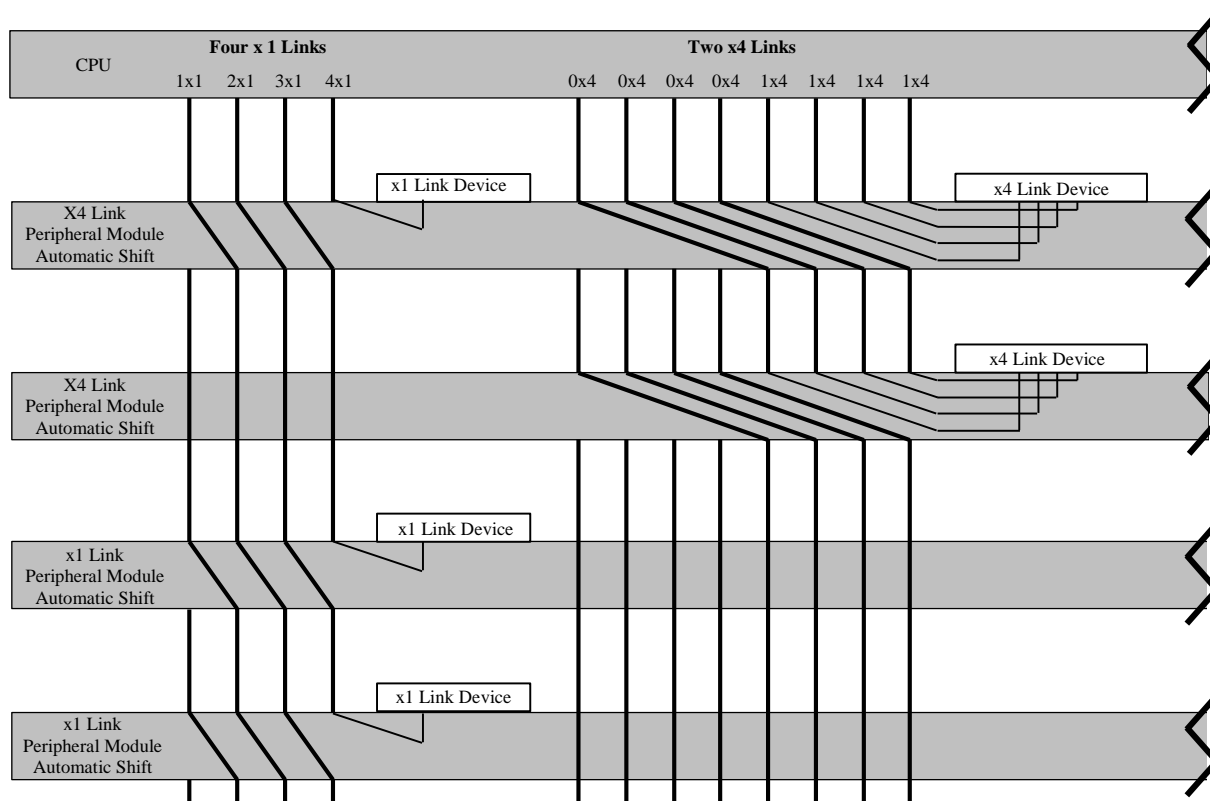 Four x 1 Links
Two x4 Links
CPU
1x1 2x1 3x1 4x1
0x4 0x4 0x4 0x4 1x4 1x4 1x4 1x4
x1 Link Device
x4 Link Device
X4 Link
Peripheral Module
Automatic Shift
x4 Link Device
X4 Link
Peripheral Module
Automatic Shift
x1 Link Device
x1 Link
Peripheral Module
Automatic Shift
x1 Link Device
x1 Link
Peripheral Module
Automatic Shift